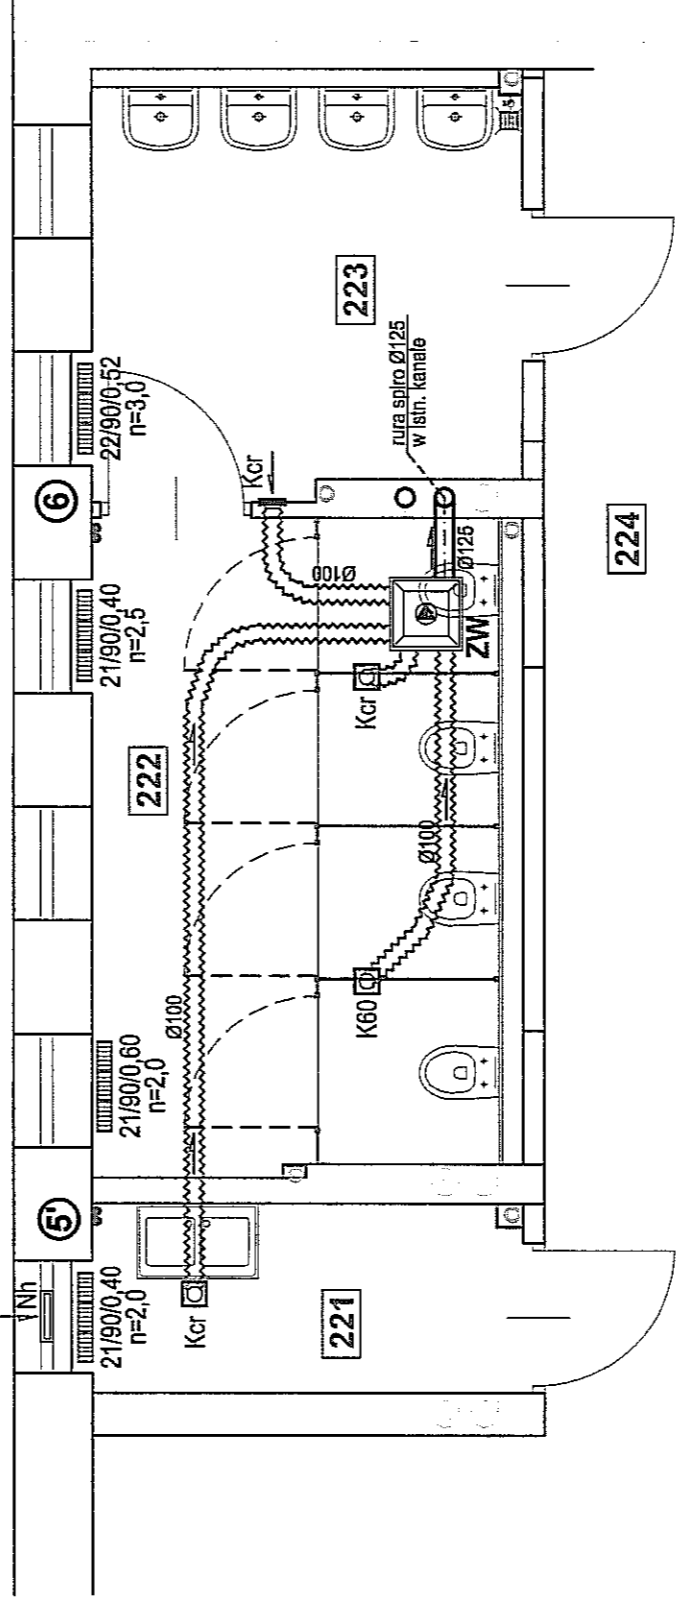 5'
6
Nh
21/90/0,40
n=2,0
21/90/0,60
n=2,0
21/90/0,40
n=2,5
22/90/0,52
n=3,0
Kcr
Ø100
222
Kcr
Ø100
223
221
K60
Ø100
Kcr
ZW
Ø125
rura spiro Ø125
w istn. kanale
224